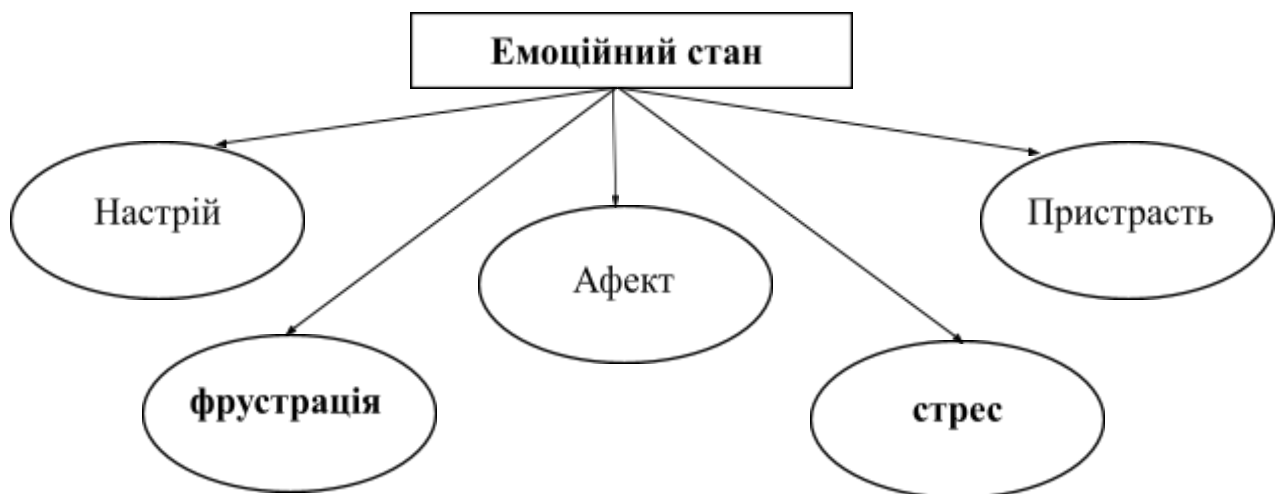 Емоційний стан
Настрій
Пристрасть
Афект
фрустрація
стрес